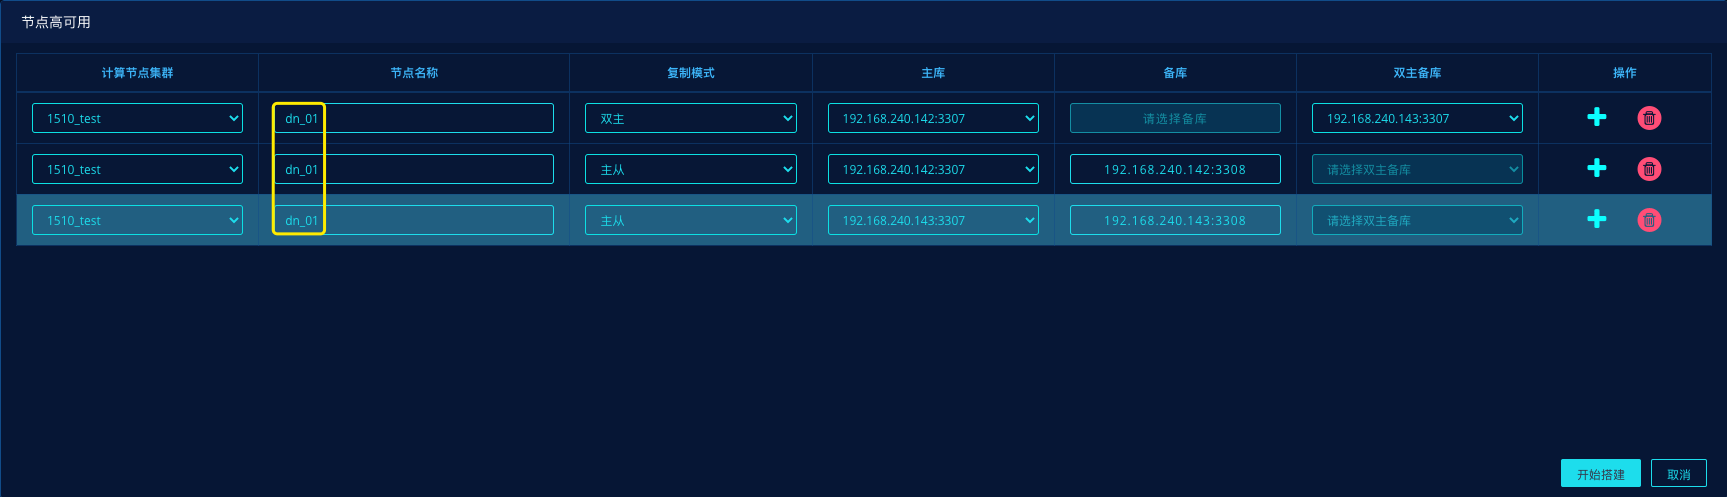 节点高可用
计算节点集群 节点名称 复制模式 主库 备库 双主备库 操作
1510_test dn_01 双主 192.168.240.142:3307 请选择备库 192.168.240.143:3307
1510_test dn_01 主从 192.168.240.142:3307 192.168.240.142:3308 请选择双主备库
1510_test dn_01 主从 192.168.240.143:3307 192.168.240.143:3308 请选择双主备库
开始搭建 取消